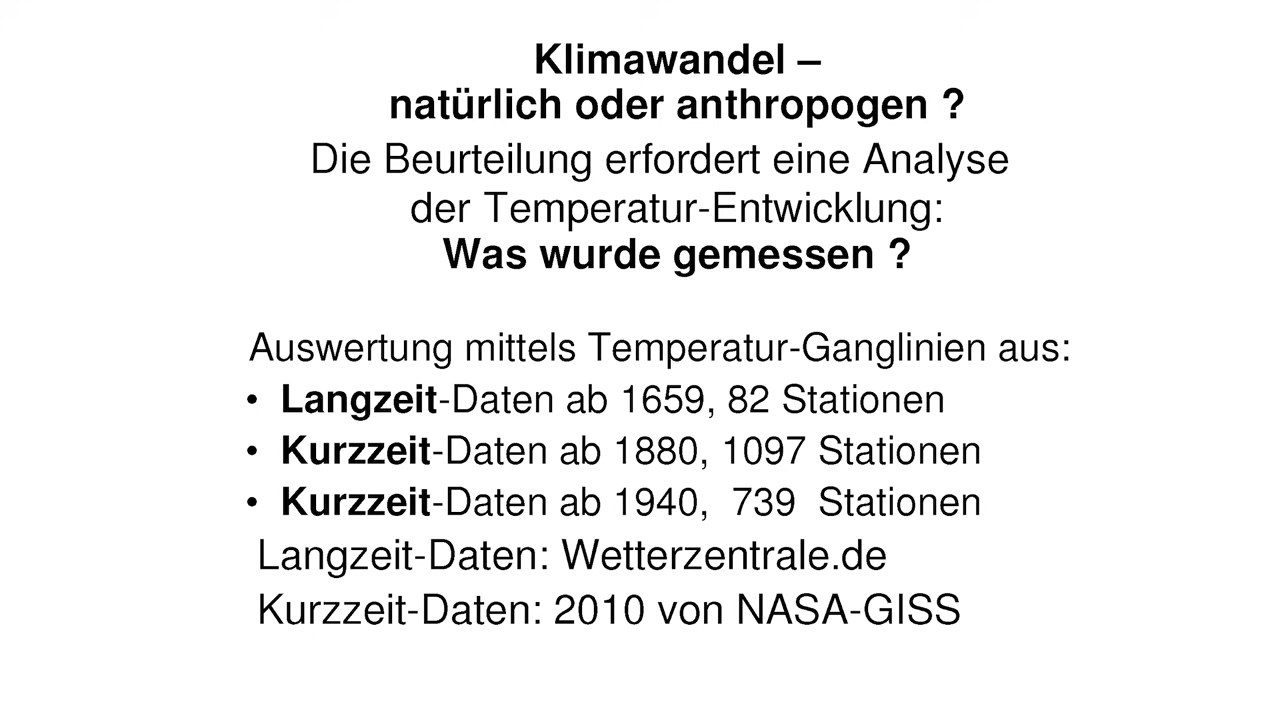 Klimawandel –
natürlich oder anthropogen ?
Die Beurteilung erfordert eine Analyse
der Temperatur-Entwicklung:
Was wurde gemessen ?
Auswertung mittels Temperatur-Ganglinien aus:
• Langzeit-Daten ab 1659, 82 Stationen
• Kurzzeit-Daten ab 1880, 1097 Stationen
• Kurzzeit-Daten ab 1940, 739 Stationen
Langzeit-Daten: Wetterzentrale.de
Kurzzeit-Daten: 2010 von NASA-GISS